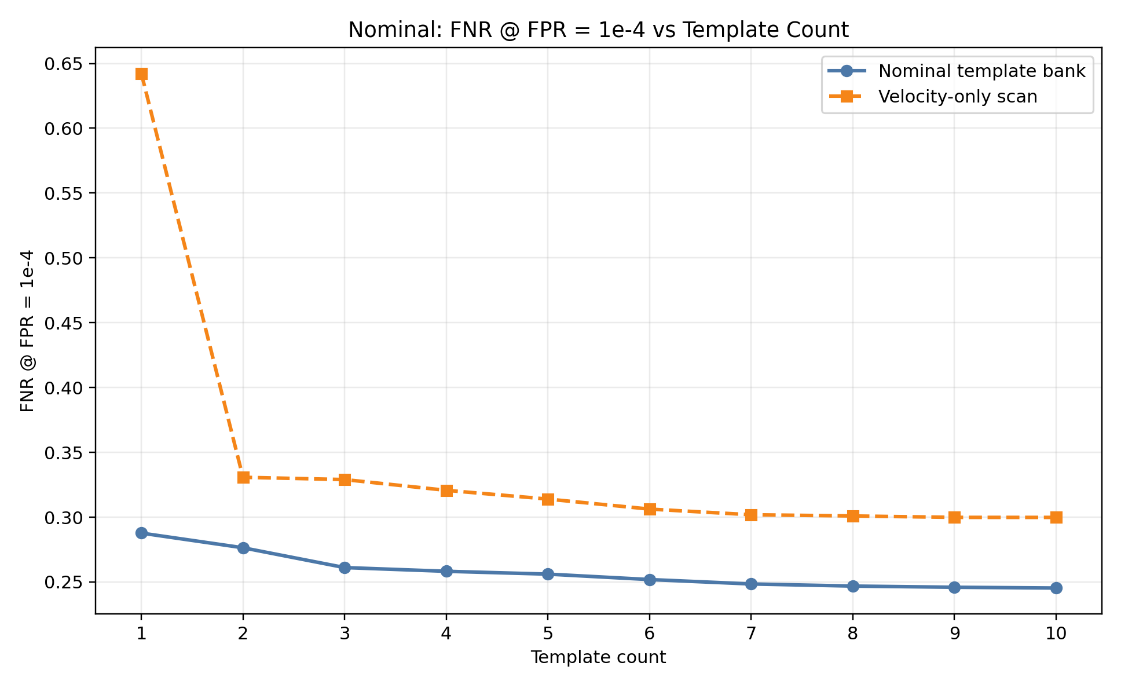 Nominal: FNR @ FPR = 1e-4 vs Template Count
Nominal template bank
Velocity-only scan
FNR @ FPR = 1e-4
0.65
0.60
0.55
0.50
0.45
0.40
0.35
0.30
0.25
1 2 3 4 5 6 7 8 9 10
Template count